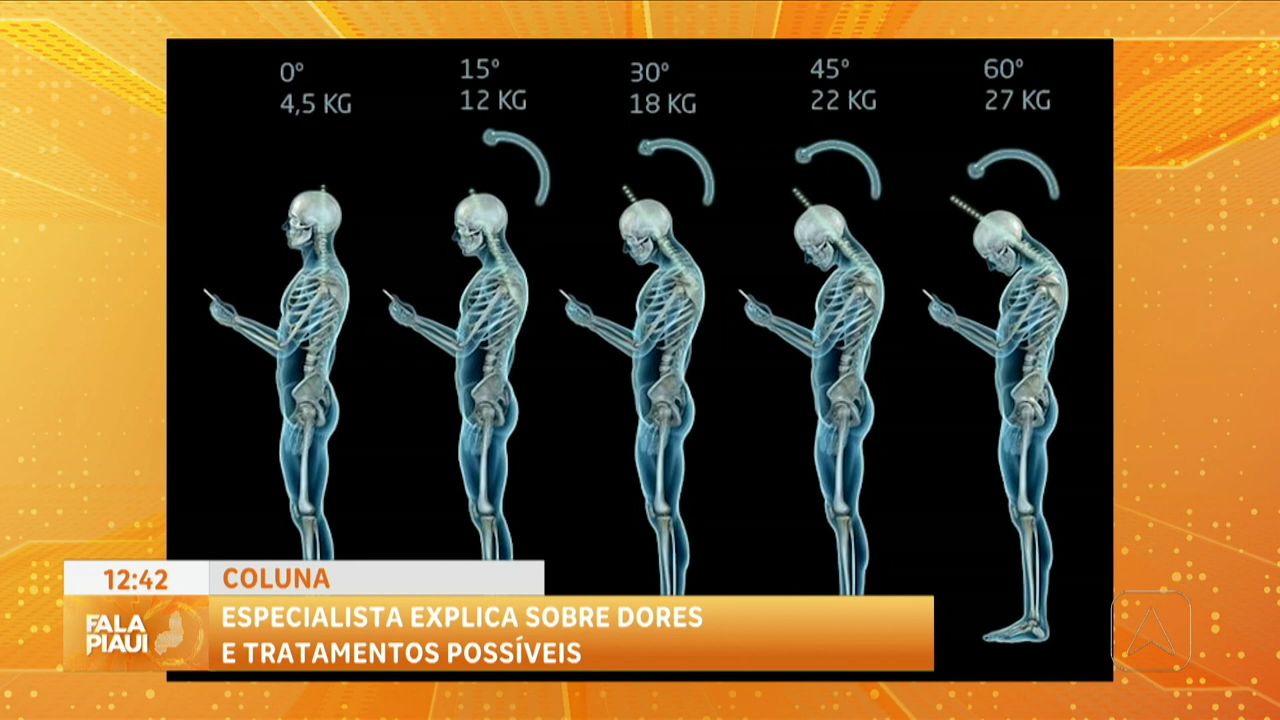 0°
4,5 KG
15°
12 KG
30°
18 KG
45°
22 KG
60°
27 KG
12:42
COLUNA
FALA
PIAUÍ
ESPECIALISTA EXPLICA SOBRE DORES
E TRATAMENTOS POSSÍVEIS